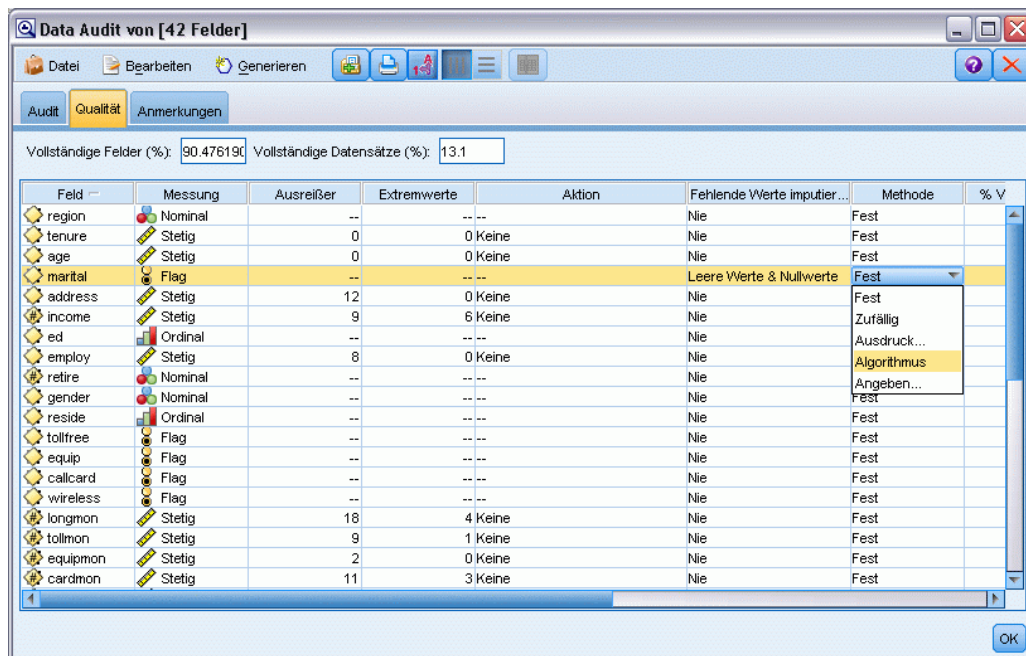 Data Audit von [42 Felder]
Datei Bearbeiten Generieren
Audit Qualität Anmerkungen
Vollständige Felder (%): 90.476190 Vollständige Datensätze (%): 13.1
Feld Messung Ausreißer Extremwerte Aktion Fehlende Werte imputier... Methode % V
region Nominal -- -- -- Nie Fest
tenure Stetig 0 0 Keine Nie Fest
age Stetig 0 0 Keine Nie Fest
marital Flag -- -- -- Leere Werte & Nullwerte Fest
address Stetig 12 0 Keine Nie Fest
income Stetig 9 6 Keine Nie Zufällig
ed Ordinal -- -- -- Nie Ausdruck...
employ Stetig 8 0 Keine Nie Algorithmus
retire Nominal -- -- -- Nie Angeben...
gender Nominal -- -- -- Nie Fest
reside Ordinal -- -- -- Nie Fest
tollfree Flag -- -- -- Nie Fest
equip Flag -- -- -- Nie Fest
callcard Flag -- -- -- Nie Fest
wireless Flag -- -- -- Nie Fest
longmon Stetig 18 4 Keine Nie Fest
tollmon Stetig 9 1 Keine Nie Fest
equipmon Stetig 2 0 Keine Nie Fest
cardmon Stetig 11 3 Keine Nie Fest
OK